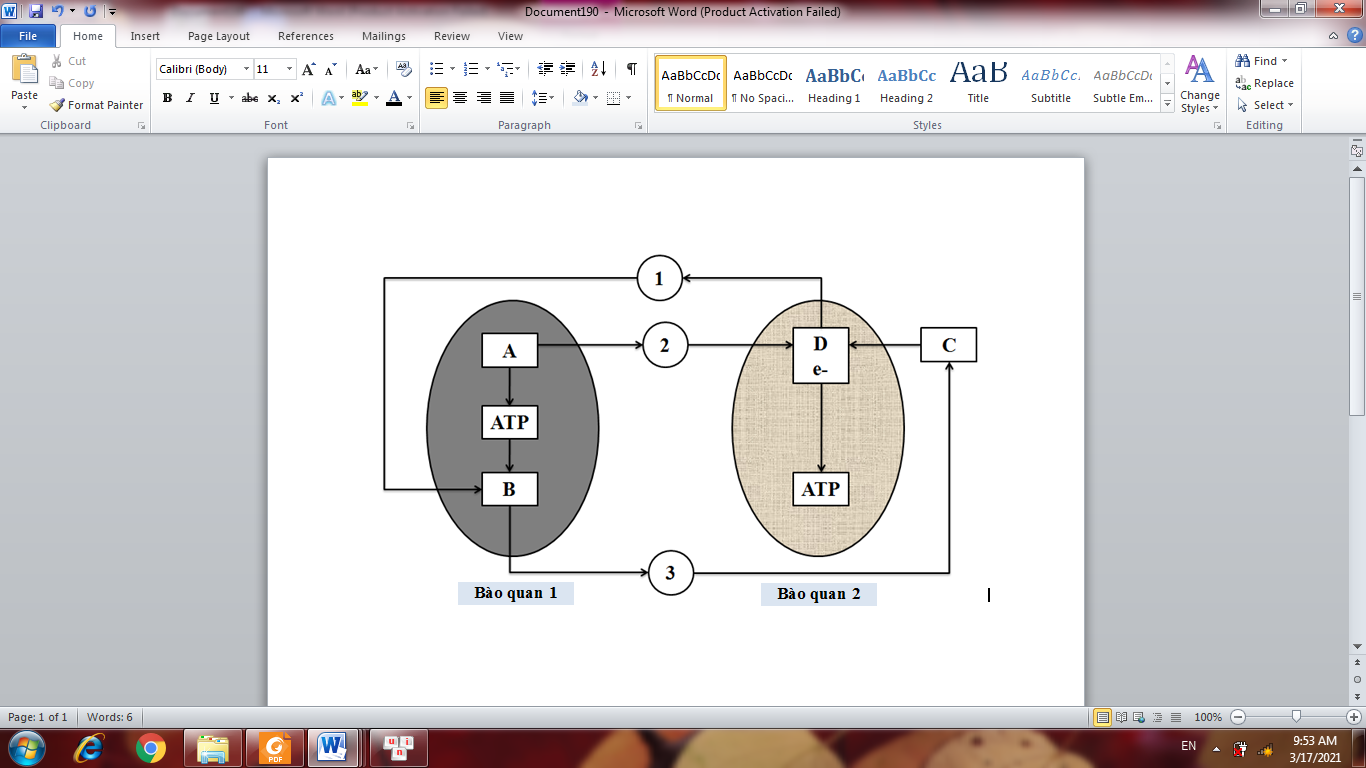 Document190 - Microsoft Word (Product Activation Failed)
File Home Insert Page Layout References Mailings Review View
Cut
Copy
Format Painter
Paste
Clipboard
Calibri (Body) 11
Font
Paragraph
AaBbCcDc AaBbCcDc AaBbCc AaBbCc AaB AaBbCc. AaBbCcDc
¶ Normal ¶ No Spaci... Heading 1 Heading 2 Title Subtitle Subtle Em...
Styles
Change Styles
Find
Replace
Select
Editing
1
A
2
D
e-
C
ATP
B
ATP
3
Bào quan 1
Bào quan 2
Page: 1 of 1 Words: 6
100%
EN
9:53 AM
3/17/2021